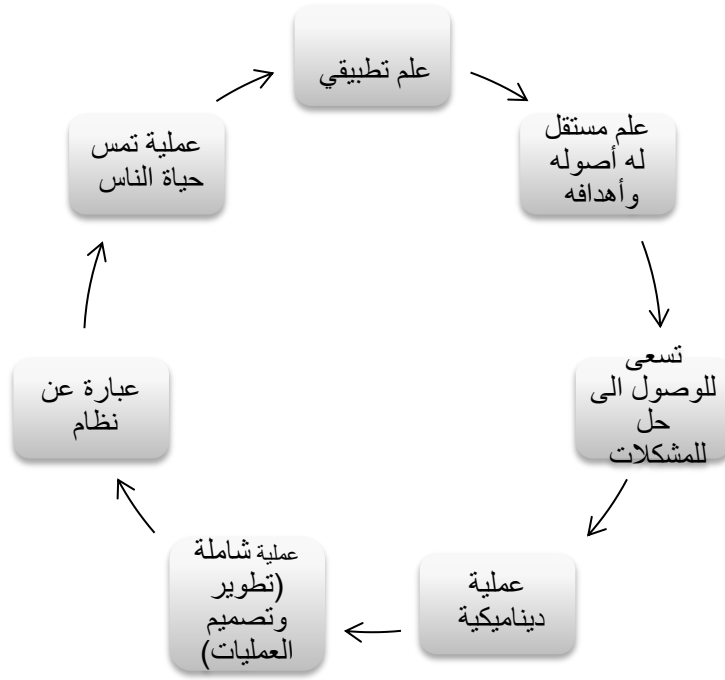 علم تطبيقي
علم مستقل
له أصوله
وأهدافه
تسعى
للوصول الى
حل
للمشكلات
عملية
ديناميكية
عملية شاملة
(تطوير
وتصميم
العمليات)
عبارة عن
نظام
عملية تمس
حياة الناس